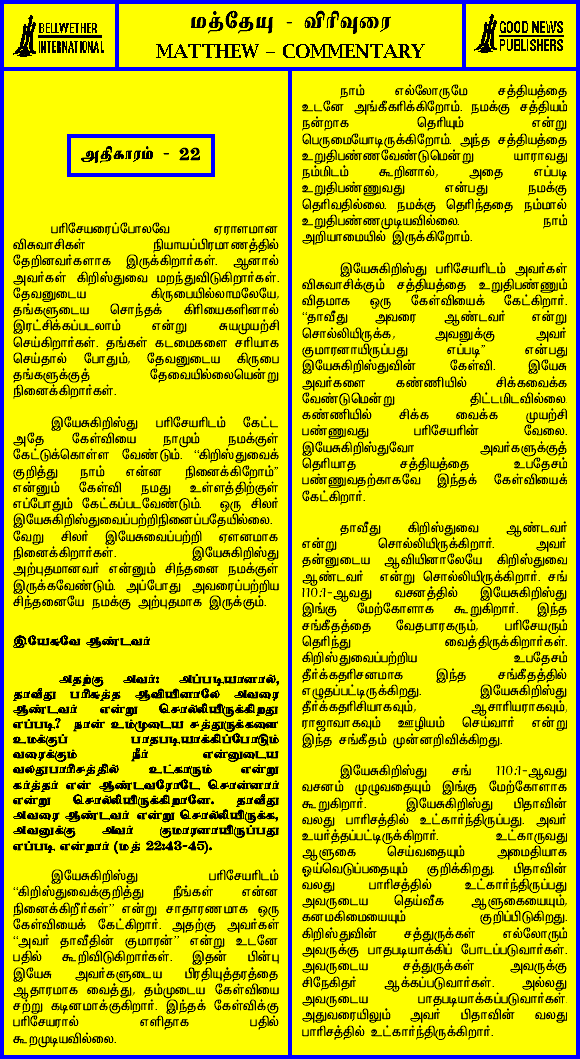 BELLWETHER
INTERNATIONAL
மத்தேயு - விரிவுரை
MATTHEW – COMMENTARY
GOOD NEWS
PUBLISHERS
அதிகாரம் - 22
பரிசேயரைப்போலவே ஏராளமான
விசுவாசிகள் நியாயப்பிரமாணத்தில்
தேறினவர்களாக இருக்கிறார்கள். ஆனால்
அவர்கள் கிறிஸ்துவை மறந்துவிடுகிறார்கள்.
தேவனுடைய கிருபையில்லாமலேயே,
தங்களுடைய சொந்தக் கிரியைகளினால்
இரட்சிக்கப்படலாம் என்று சுயமுயற்சி
செய்கிறார்கள். தங்கள் கடமைகளை சரியாக
செய்தால் போதும், தேவனுடைய கிருபை
தங்களுக்குத் தேவையில்லையென்று
நினைக்கிறார்கள்.
இயேசுகிறிஸ்து பரிசேயரிடம் கேட்ட
அதே கேள்வியை நாமும் நமக்குள்
கேட்டுக்கொள்ள வேண்டும். “கிறிஸ்துவைக்
குறித்து நாம் என்ன நினைக்கிறோம்”
என்னும் கேள்வி நமது உள்ளத்திற்குள்
எப்போதும் கேட்கப்படவேண்டும். ஒரு சிலர்
இயேசுகிறிஸ்துவைப்பற்றிநினைப்பதேயில்லை.
வேறு சிலர் இயேசுவைப்பற்றி ஏளனமாக
நினைக்கிறார்கள். இயேசுகிறிஸ்து
அற்புதமானவர் என்னும் சிந்தனை நமக்குள்
இருக்கவேண்டும். அப்போது அவரைப்பற்றிய
சிந்தனையே நமக்கு அற்புதமாக இருக்கும்.
இயேசுவே ஆண்டவர்
அதற்கு அவர்: அப்படியானால்,
தாவீது பரிசுத்த ஆவியினாலே அவரை
ஆண்டவர் என்று சொல்லியிருக்கிறது
எப்படி? நான் உம்முடைய சத்துருக்களை
உமக்குப் பாதபடியாக்கிப்போடும்
வரைக்கும் நீர் என்னுடைய
வலதுபாரிசத்தில் உட்காரும் என்று
கர்த்தர் என் ஆண்டவரோடே சொன்னார்
என்று சொல்லியிருக்கிறானே. தாவீது
அவரை ஆண்டவர் என்று சொல்லியிருக்க,
அவனுக்கு அவர் குமாரனாயிருப்பது
எப்படி என்றார் (மத் 22:43-45).
இயேசுகிறிஸ்து பரிசேயரிடம்
“கிறிஸ்துவைக்குறித்து நீங்கள் என்ன
நினைக்கிறீர்கள்” என்று சாதாரணமாக ஒரு
கேள்வியைக் கேட்கிறார். அதற்கு அவர்கள்
“அவர் தாவீதின் குமாரன்” என்று உடனே
பதில் கூறிவிடுகிறார்கள். இதன் பின்பு
இயேசு அவர்களுடைய பிரதியுத்தரத்தை
ஆதாரமாக வைத்து, தம்முடைய கேள்வியை
சற்று கடினமாக்குகிறார். இந்தக் கேள்விக்கு
பரிசேயரால் எளிதாக பதில்
கூறமுடியவில்லை.
நாம் எல்லோருமே சத்தியத்தை
உடனே அங்கீகரிக்கிறோம். நமக்கு சத்தியம்
நன்றாக தெரியும் என்று
பெருமையோடிருக்கிறோம். அந்த சத்தியத்தை
உறுதிபண்ணவேண்டுமென்று யாராவது
நம்மிடம் கூறினால், அதை எப்படி
உறுதிபண்ணுவது என்பது நமக்கு
தெரிவதில்லை. நமக்கு தெரிந்ததை நம்மால்
உறுதிபண்ணமுடியவில்லை. நாம்
அறியாமையில் இருக்கிறோம்.
இயேசுகிறிஸ்து பரிசேயரிடம் அவர்கள்
விசுவாசிக்கும் சத்தியத்தை உறுதிபண்ணும்
விதமாக ஒரு கேள்வியைக் கேட்கிறார்.
“தாவீது அவரை ஆண்டவர் என்று
சொல்லியிருக்க, அவனுக்கு அவர்
குமாரனாயிருப்பது எப்படி” என்பது
இயேசுகிறிஸ்துவின் கேள்வி. இயேசு
அவர்களை கண்ணியில் சிக்கவைக்க
வேண்டுமென்று திட்டமிடவில்லை.
கண்ணியில் சிக்க வைக்க முயற்சி
பண்ணுவது பரிசேயரின் வேலை.
இயேசுகிறிஸ்துவோ அவர்களுக்குத்
தெரியாத சத்தியத்தை உபதேசம்
பண்ணுவதற்காகவே இந்தக் கேள்வியைக்
கேட்கிறார்.
தாவீது கிறிஸ்துவை ஆண்டவர்
என்று சொல்லியிருக்கிறார். அவர்
தன்னுடைய ஆவியினாலேயே கிறிஸ்துவை
ஆண்டவர் என்று சொல்லியிருக்கிறார். சங்
110:1-ஆவது வசனத்தில் இயேசுகிறிஸ்து
இங்கு மேற்கோளாக கூறுகிறார். இந்த
சங்கீதத்தை வேதபாரகரும், பரிசேயரும்
தெரிந்து வைத்திருக்கிறார்கள்.
கிறிஸ்துவைப்பற்றிய உபதேசம்
தீர்க்கதரிசனமாக இந்த சங்கீதத்தில்
எழுதப்பட்டிருக்கிறது. இயேசுகிறிஸ்து
தீர்க்கதரிசியாகவும், ஆசாரியராகவும்,
ராஜாவாகவும் ஊழியம் செய்வார் என்று
இந்த சங்கீதம் முன்னறிவிக்கிறது.
இயேசுகிறிஸ்து சங் 110:1-ஆவது
வசனம் முழுவதையும் இங்கு மேற்கோளாக
கூறுகிறார். இயேசுகிறிஸ்து பிதாவின்
வலது பாரிசத்தில் உட்கார்ந்திருப்பது. அவர்
உயர்த்தப்பட்டிருக்கிறார். உட்காருவது
ஆளுகை செய்வதையும் அமைதியாக
ஓய்வெடுப்பதையும் குறிக்கிறது. பிதாவின்
வலது பாரிசத்தில் உட்கார்ந்திருப்பது
அவருடைய தெய்வீக ஆளுகையையும்,
கனமகிமையையும் குறிப்பிடுகிறது.
கிறிஸ்துவின் சத்துருக்கள் எல்லோரும்
அவருக்கு பாதபடியாக்கிப் போடப்படுவார்கள்.
அவருடைய சத்துருக்கள் அவருக்கு
சிநேகிதர் ஆக்கப்படுவார்கள். அல்லது
அவருடைய பாதபடியாக்கப்படுவார்கள்.
அதுவரையிலும் அவர் பிதாவின் வலது
பாரிசத்தில் உட்கார்ந்திருக்கிறார்.